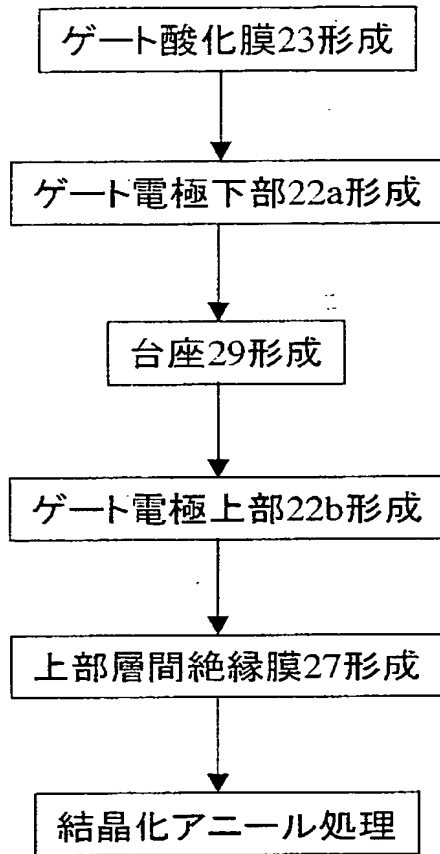 ゲート酸化膜23形成
ゲート電極下部22a形成
台座29形成
ゲート電極上部22b形成
上部層間絶縁膜27形成
結晶化アニール処理